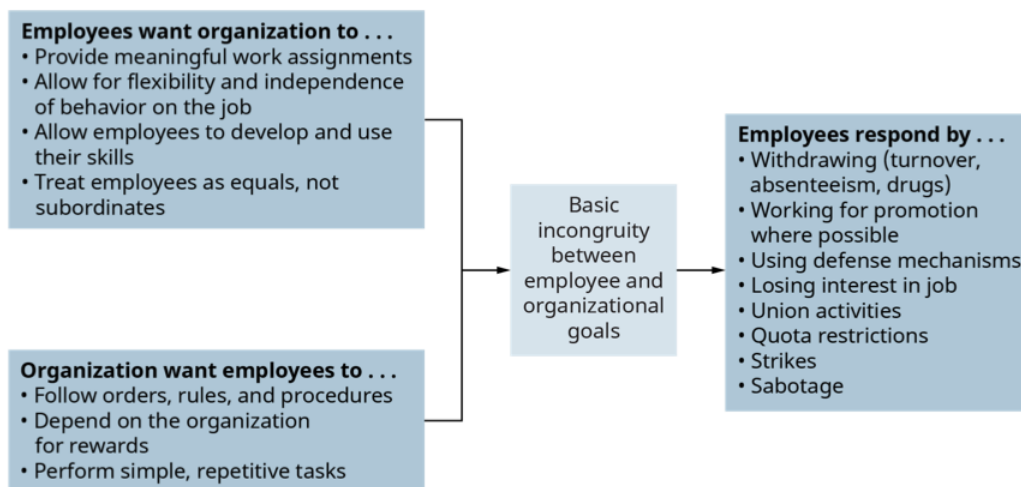 Employees want organization to . . .
• Provide meaningful work assignments
• Allow for flexibility and independence
of behavior on the job
• Allow employees to develop and use
their skills
• Treat employees as equals, not
subordinates
Organization want employees to . . .
• Follow orders, rules, and procedures
• Depend on the organization
for rewards
• Perform simple, repetitive tasks
Basic
incongruity
between
employee and
organizational
goals
Employees respond by . . .
• Withdrawing (turnover,
absenteeism, drugs)
• Working for promotion
where possible
• Using defense mechanisms
• Losing interest in job
• Union activities
• Quota restrictions
• Strikes
• Sabotage